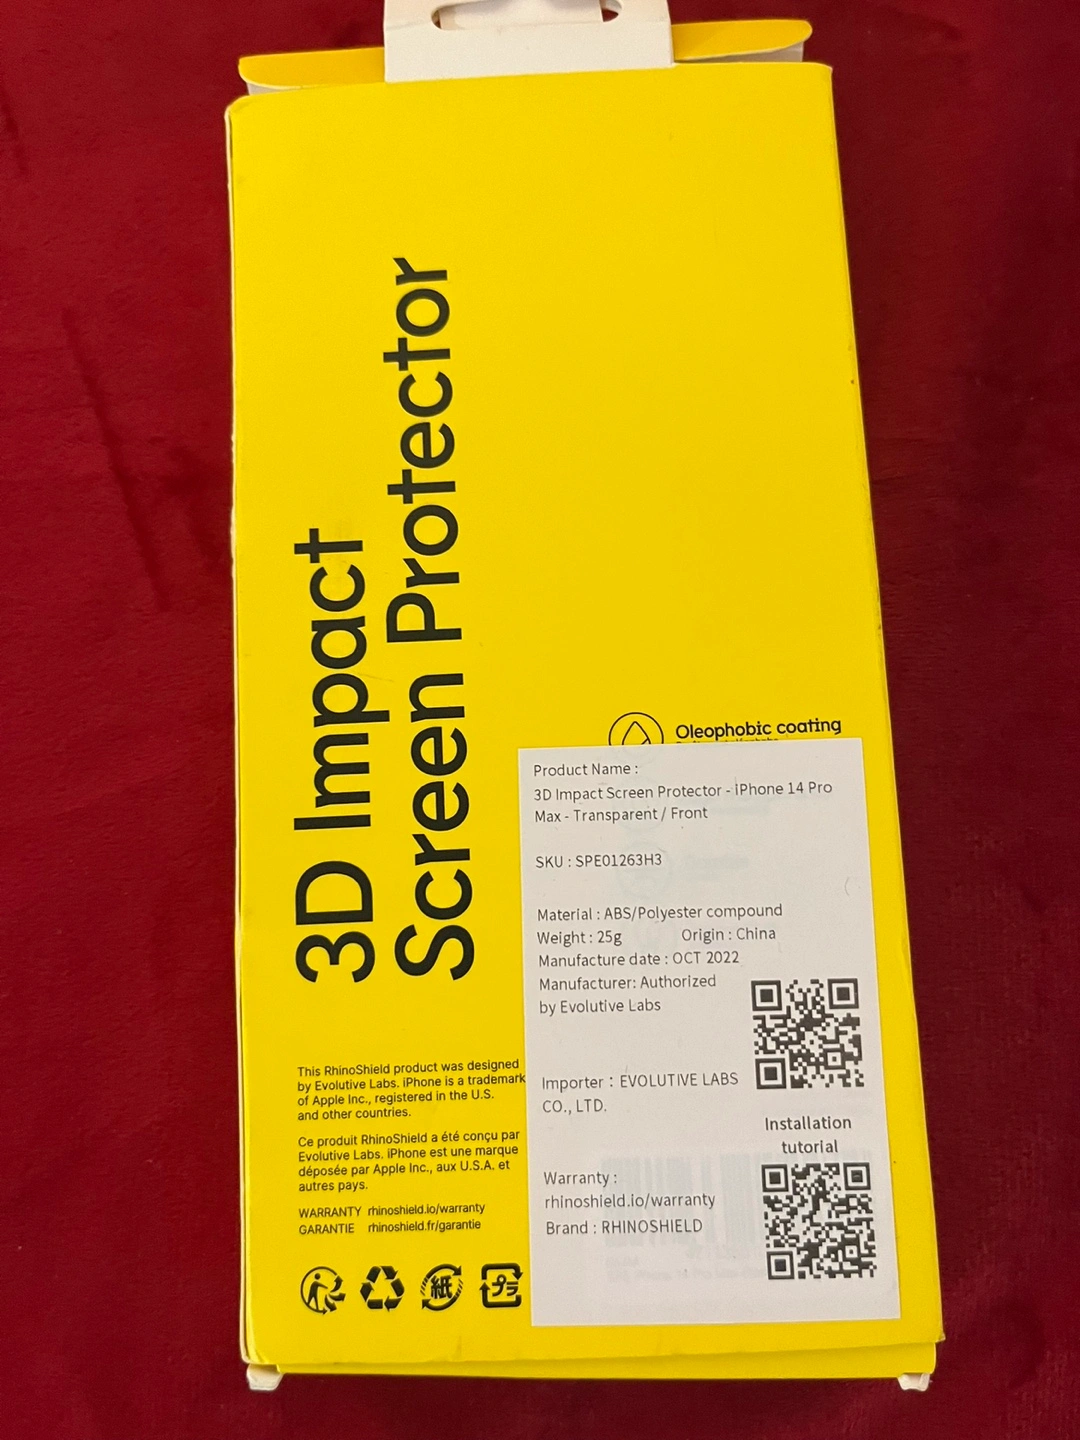 3D Impact
Screen Protector
Oleophobic coating
Product Name :
3D Impact Screen Protector - iPhone 14 Pro
Max - Transparent / Front
SKU : SPE01263H3
Material : ABS/Polyester compound
Weight : 25g Origin : China
Manufacture date : OCT 2022
Manufacturer: Authorized
by Evolutive Labs
Importer : EVOLUTIVE LABS
CO., LTD.
Installation
tutorial
Warranty :
rhinoshield.io/warranty
Brand : RHINOSHIELD
This RhinoShield product was designed
by Evolutive Labs. iPhone is a trademark
of Apple Inc., registered in the U.S.
and other countries.
Ce produit RhinoShield a été conçu par
Evolutive Labs. iPhone est une marque
déposée par Apple Inc., aux U.S.A. et
autres pays.
WARRANTY rhinoshield.io/warranty
GARANTIE rhinoshield.fr/garantie
紙 プラ